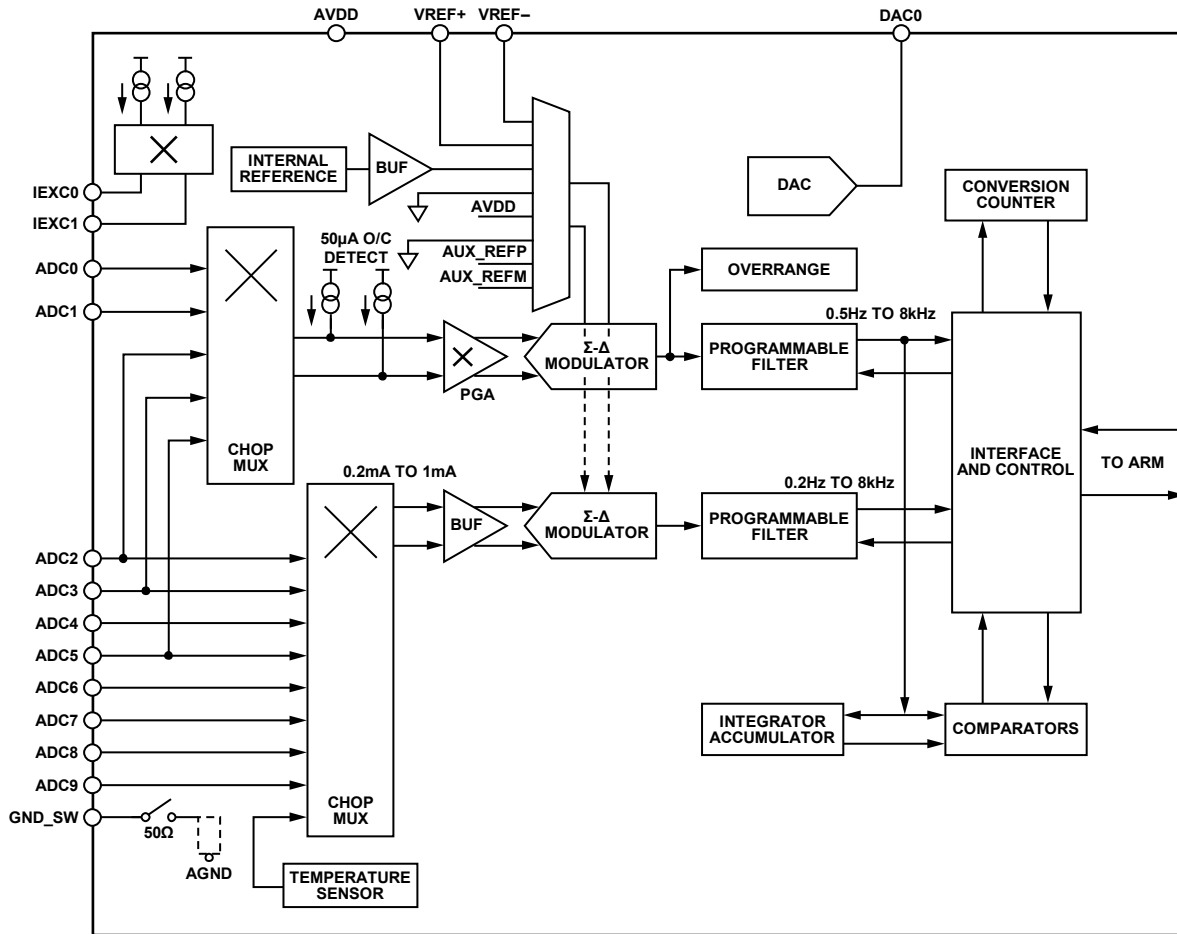 AVDD
VREF+
VREF–
DAC0
INTERNAL
REFERENCE
BUF
DAC
CONVERSION
COUNTER
IEXC0
IEXC1
ADC0
ADC1
AVDD
AUX_REFP
AUX_REFM
50µA O/C
DETECT
OVERRANGE
0.5Hz TO 8kHz
Σ-Δ
MODULATOR
PROGRAMMABLE
FILTER
PGA
CHOP
MUX
INTERFACE
AND CONTROL
TO ARM
0.2mA TO 1mA
0.2Hz TO 8kHz
BUF
Σ-Δ
MODULATOR
PROGRAMMABLE
FILTER
ADC2
ADC3
ADC4
ADC5
ADC6
ADC7
ADC8
ADC9
GND_SW
50Ω
AGND
CHOP
MUX
INTEGRATOR
ACCUMULATOR
COMPARATORS
TEMPERATURE
SENSOR